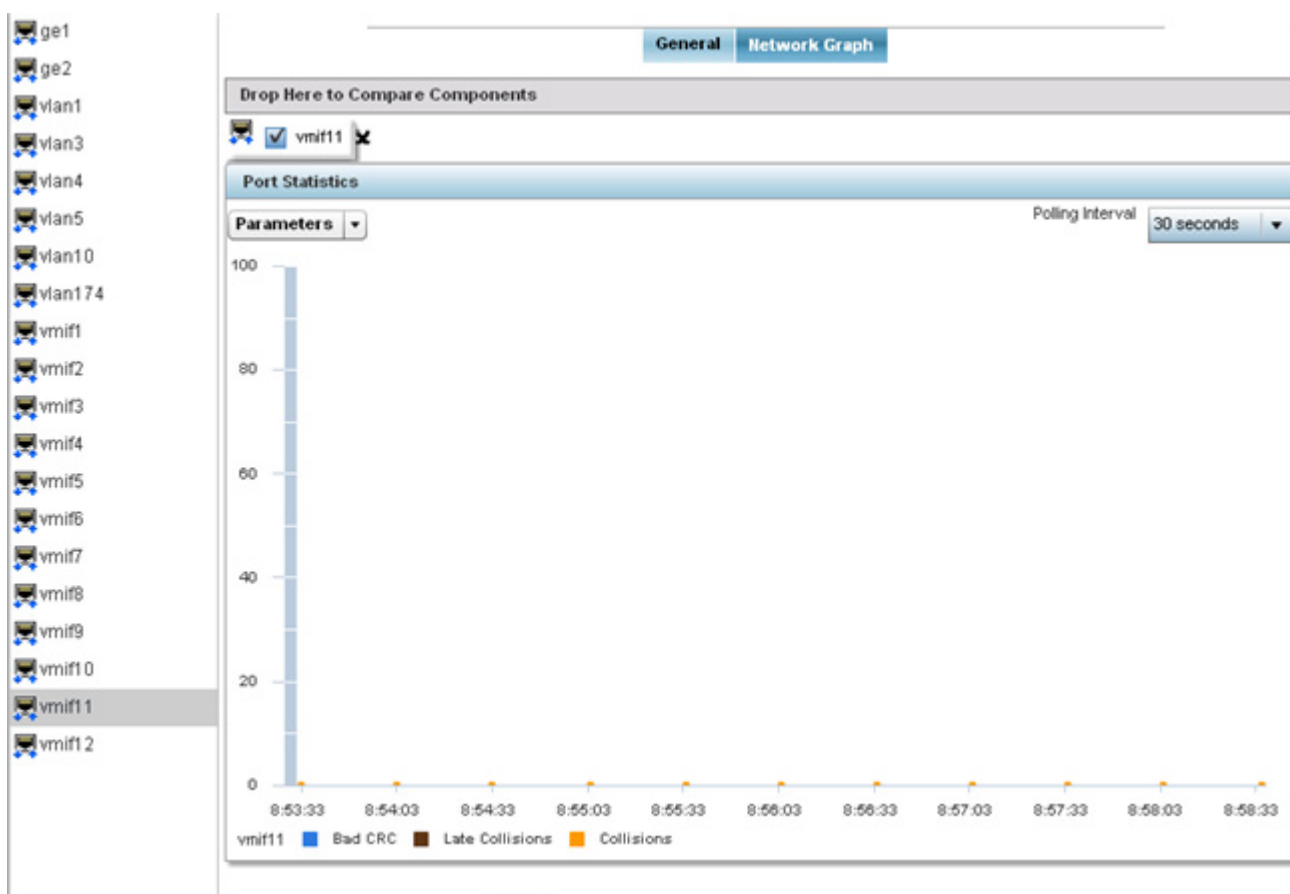 ge1
ge2
vlan1
vlan3
vlan4
vlan5
vlan10
vlan174
vmif1
vmif2
vmif3
vmif4
vmif5
vmif6
vmif7
vmif8
vmif9
vmif10
vmif11
vmif12
General Network Graph
Drop Here to Compare Components
vmif11
Port Statistics
Parameters
Polling Interval 30 seconds
100
80
60
40
20
0
8:53:33 8:54:03 8:54:33 8:55:03 8:55:33 8:56:03 8:56:33 8:57:03 8:57:33 8:58:03 8:58:33
vmif11 Bad CRC Late Collisions Collisions